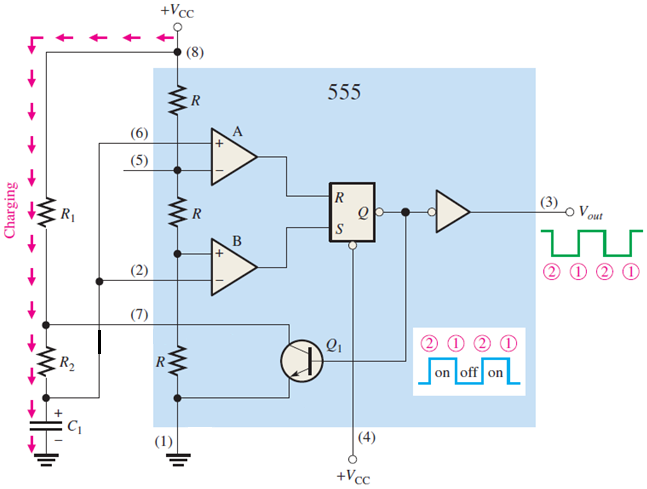 +VCC
(8)
555
R
(6)
A
+
(5)
−
R
Q
S
(3)
Vout
Charging
R1
R
B
+
(2)
−
② ① ② ①
(7)
Q1
② ① ② ①
on off on
R2
R
+
C1
−
(1)
(4)
+VCC